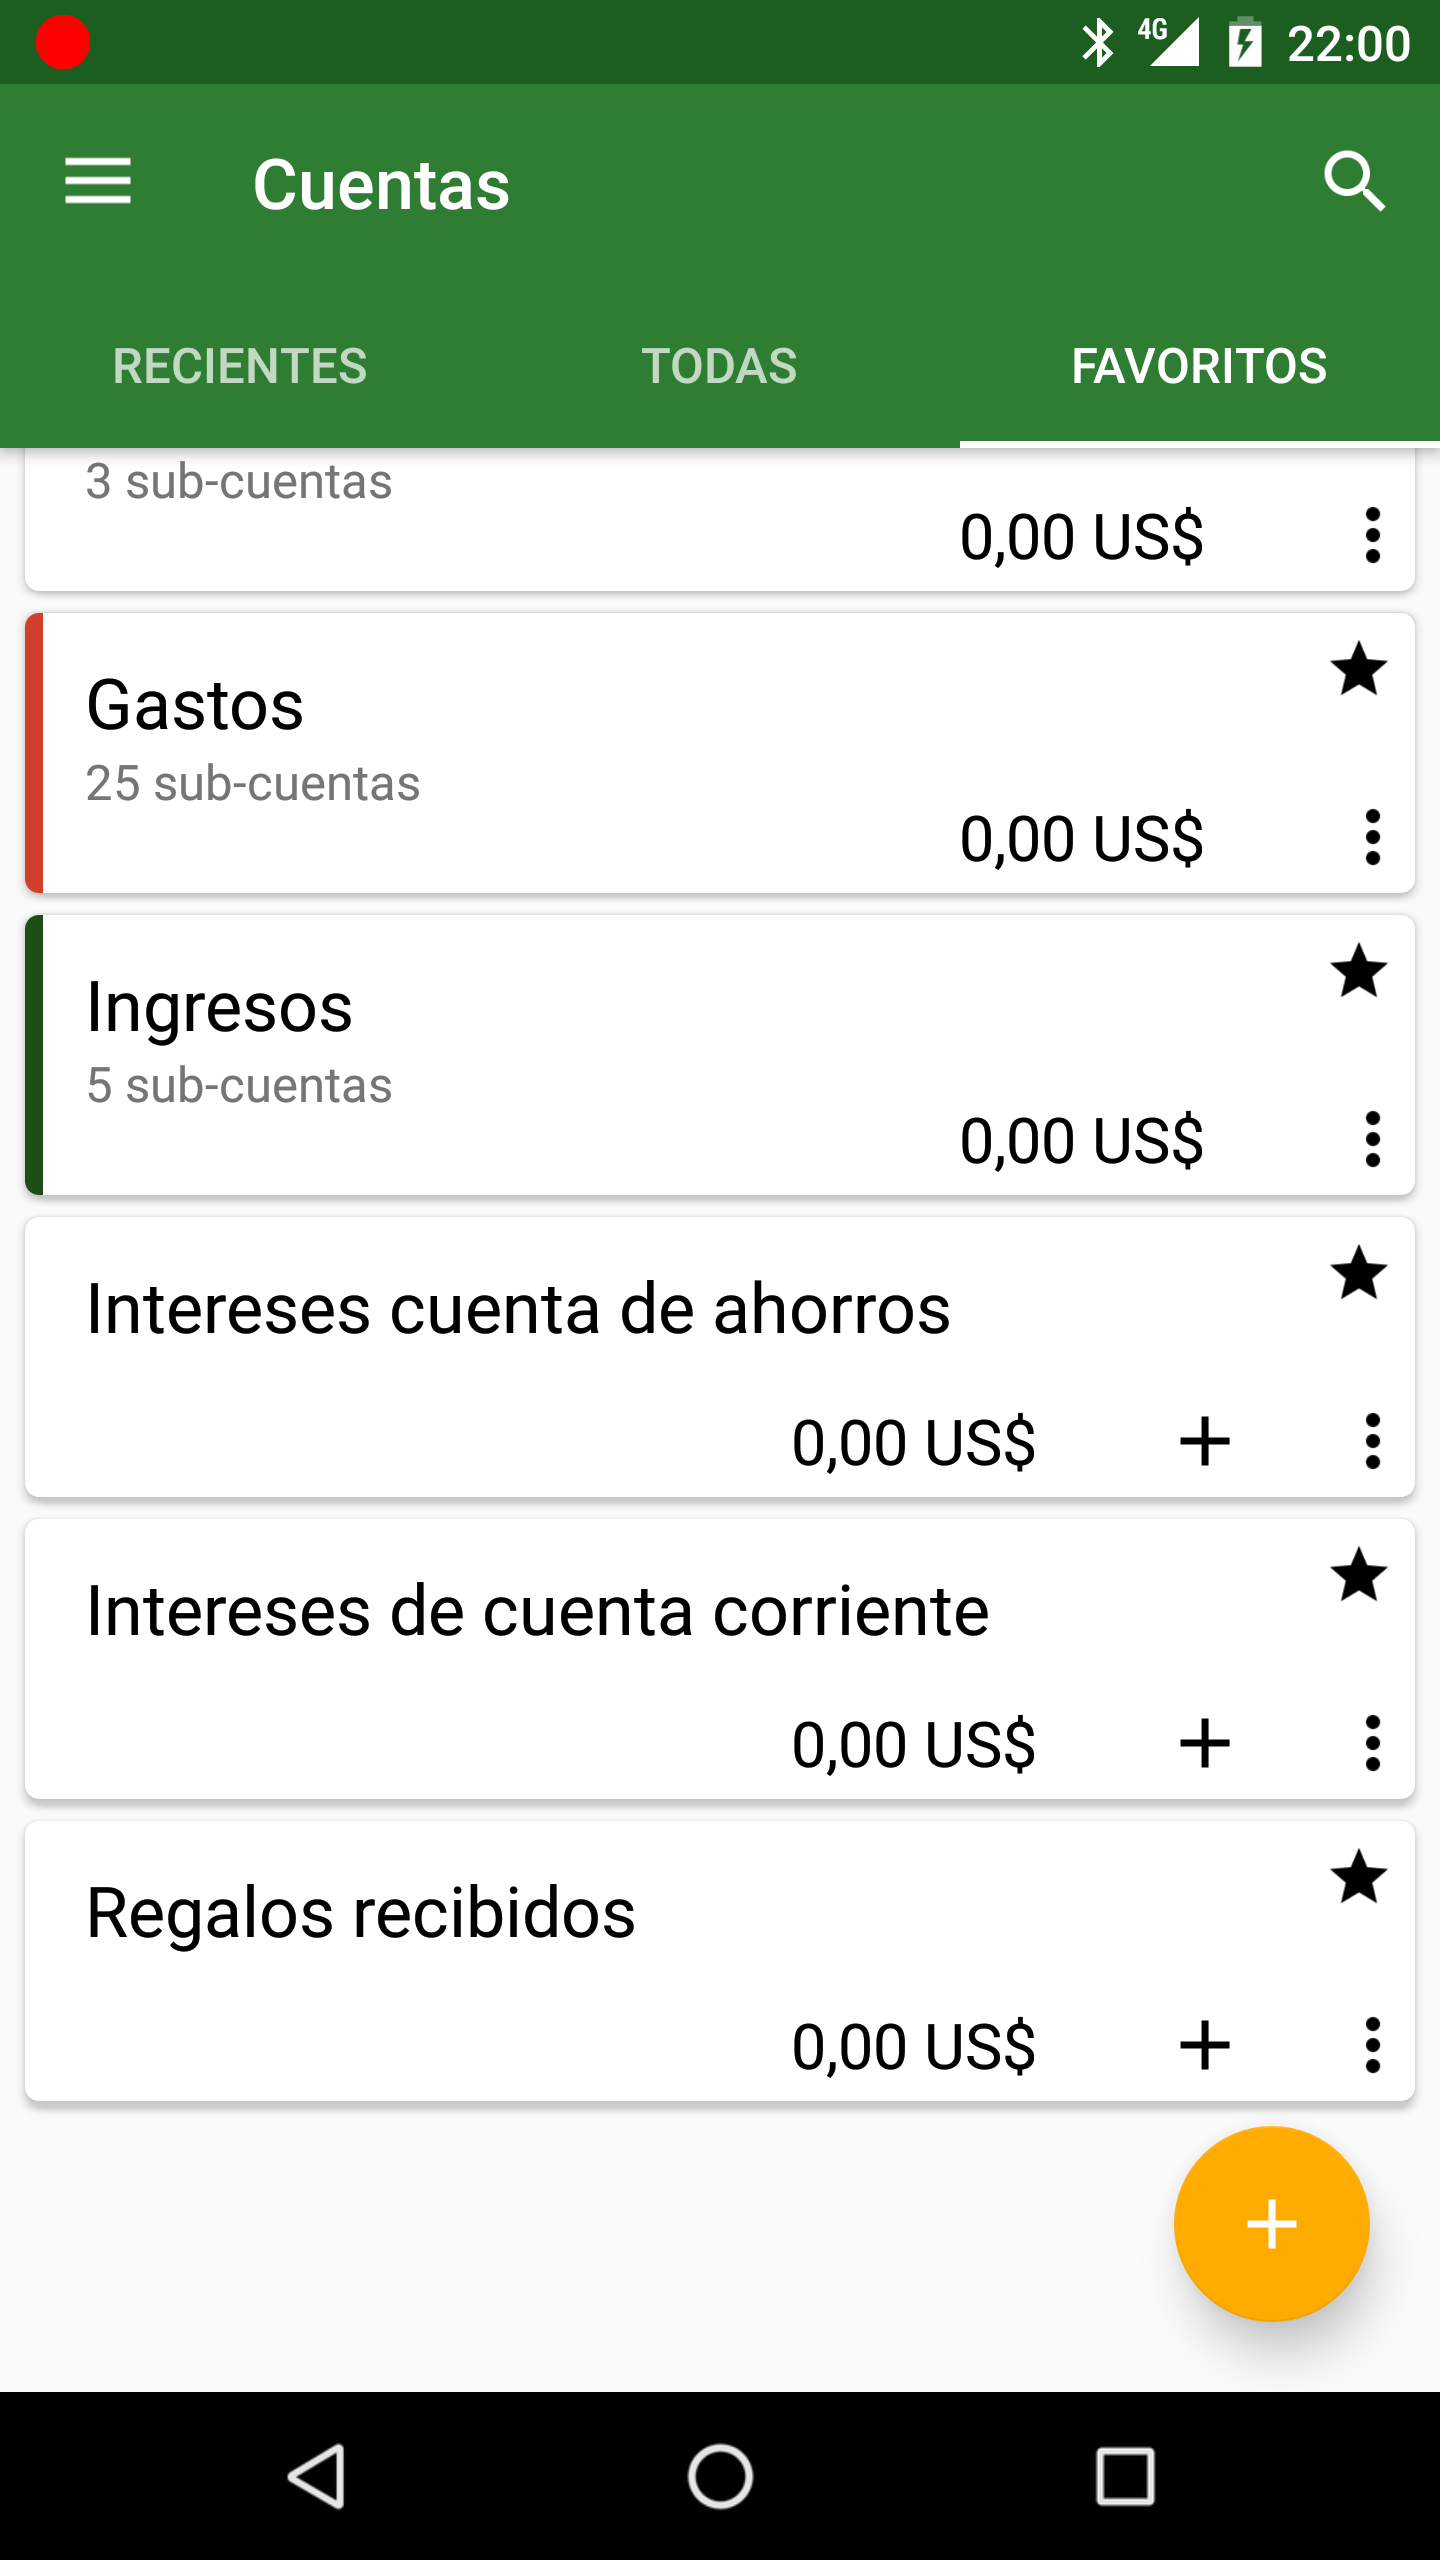 4G 22:00
Cuentas
RECIENTES TODAS FAVORITOS
3 sub-cuentas
0,00 US$
Gastos
25 sub-cuentas
0,00 US$
Ingresos
5 sub-cuentas
0,00 US$
Intereses cuenta de ahorros
0,00 US$
Intereses de cuenta corriente
0,00 US$
Regalos recibidos
0,00 US$